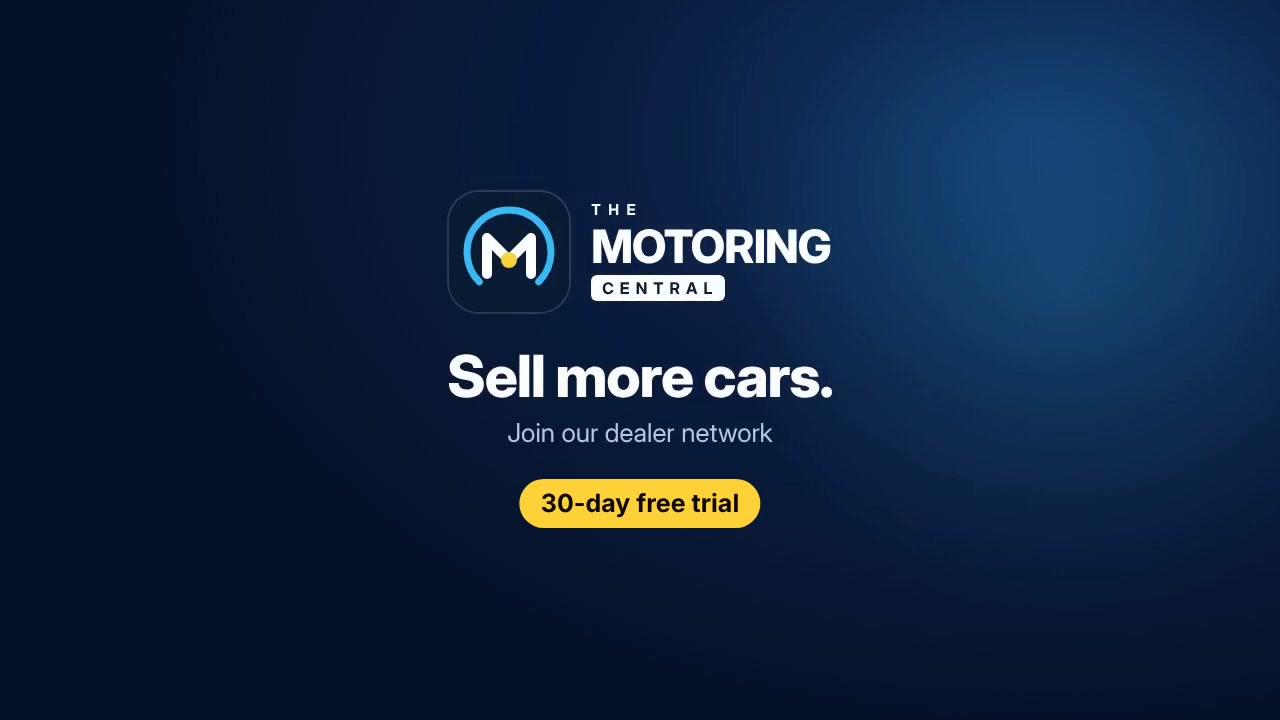 THE
MOTORING
CENTRAL
Sell more cars.
Join our dealer network
30-day free trial